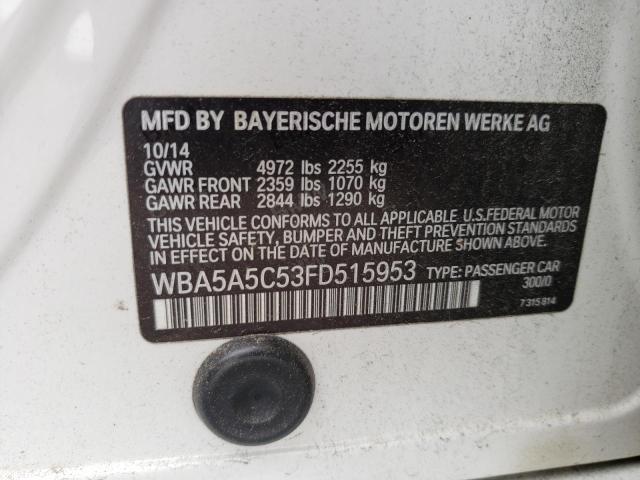 MFD BY BAYERISCHE MOTOREN WERKE AG
10/14
GVWR 4972 lbs 2255 kg
GAWR FRONT 2359 lbs 1070 kg
GAWR REAR 2844 lbs 1290 kg
THIS VEHICLE CONFORMS TO ALL APPLICABLE U.S.FEDERAL MOTOR
VEHICLE SAFETY, BUMPER AND THEFT PREVENTION STANDARDS
IN EFFECT ON THE DATE OF MANUFACTURE SHOWN ABOVE.
WBA5A5C53FD515953 TYPE: PASSENGER CAR
300/0
7315814